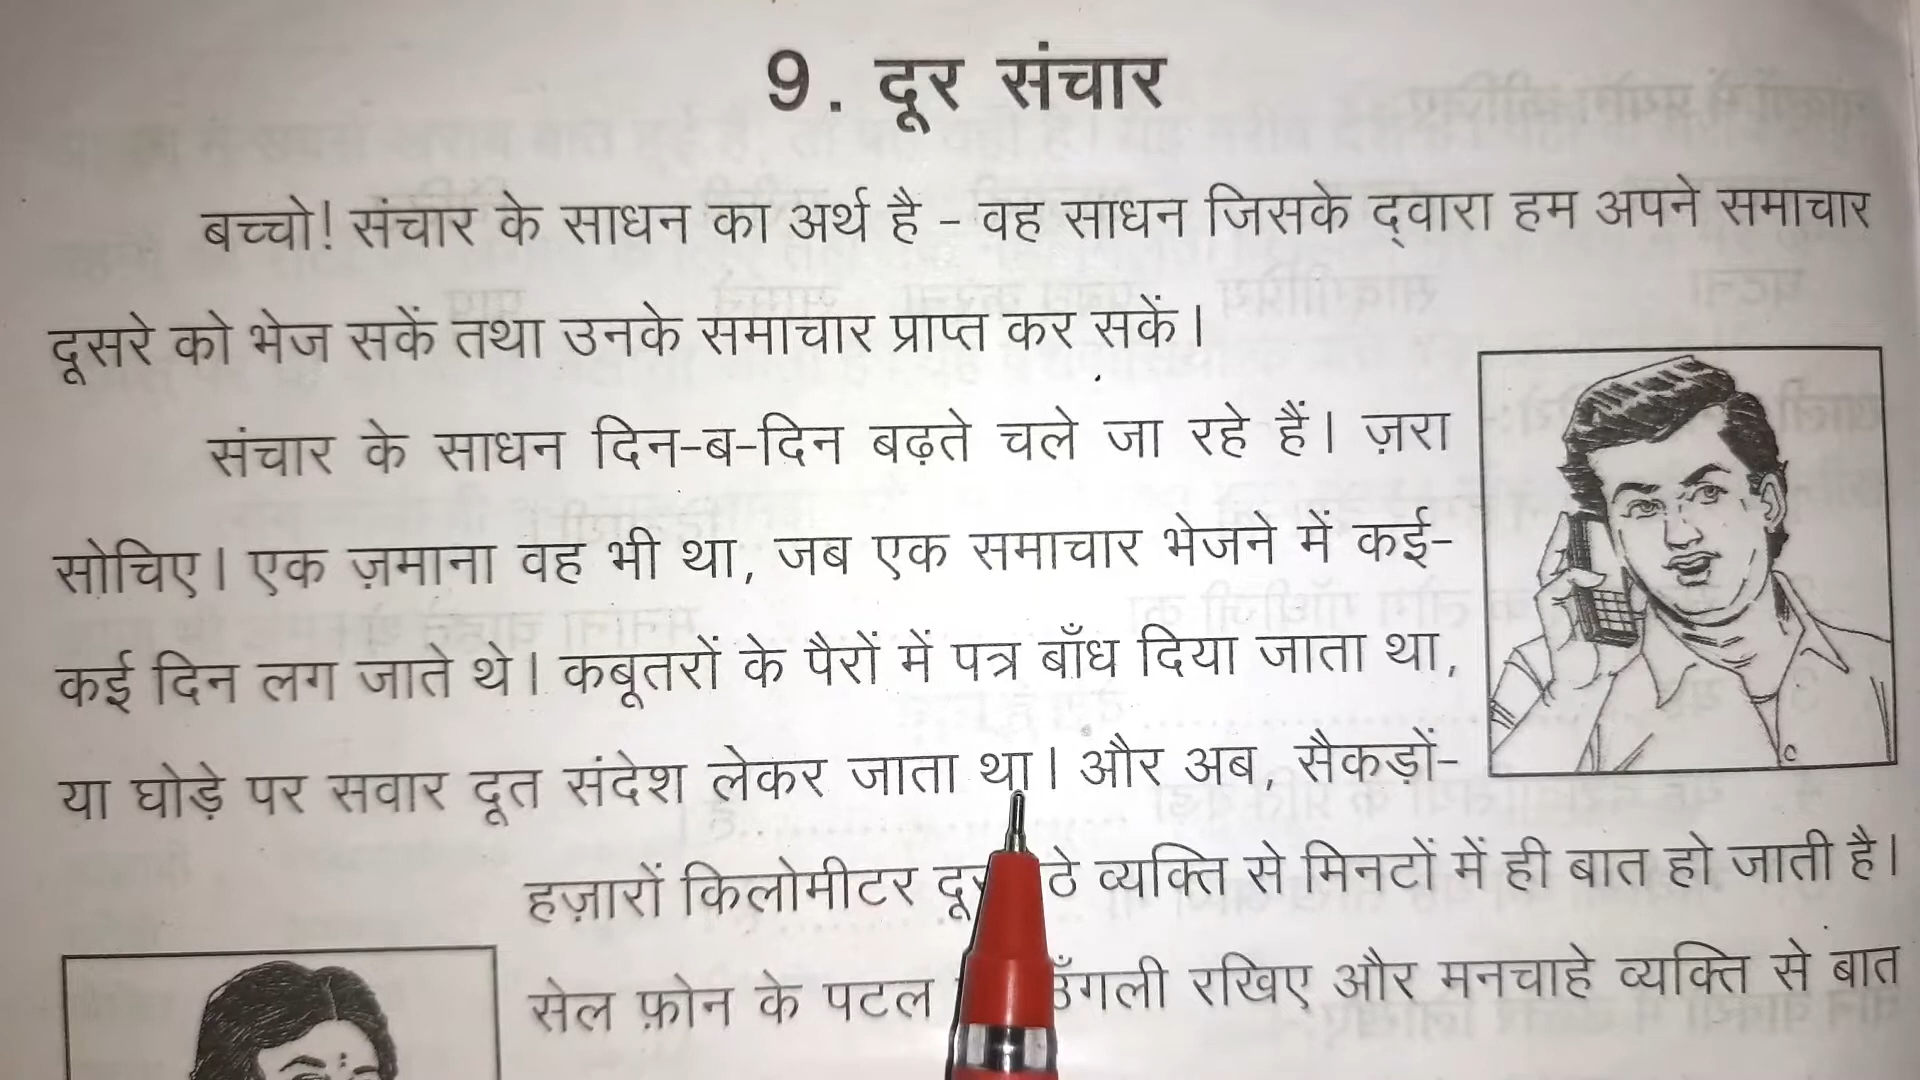 9. दूर संचार
बच्चो! संचार के साधन का अर्थ है - वह साधन जिसके द्‌वारा हम अपने समाचार
दूसरे को भेज सकें तथा उनके समाचार प्राप्त कर सकें।
संचार के साधन दिन-ब-दिन बढ़ते चले जा रहे हैं। ज़रा
सोचिए। एक ज़माना वह भी था, जब एक समाचार भेजने में कई-
कई दिन लग जाते थे। कबूतरों के पैरों में पत्र बाँध दिया जाता था,
या घोड़े पर सवार दूत संदेश लेकर जाता था। और अब, सैकड़ों-
हज़ारों किलोमीटर व्यक्ति से मिनटों में ही बात हो जाती है।
सेल फ़ोन के पटल उँगली रखिए और मनचाहे व्यक्ति से बात